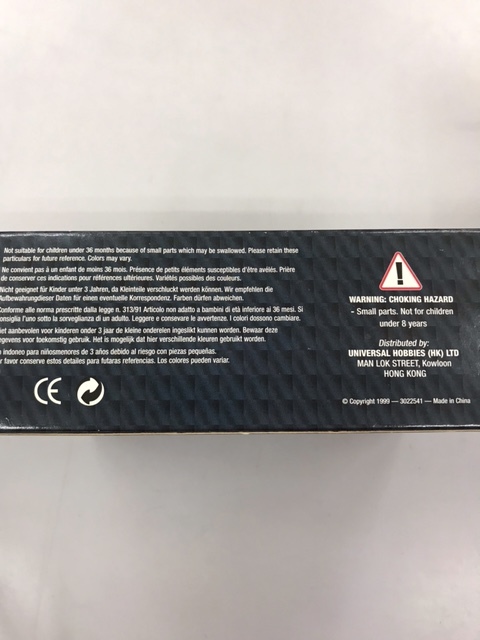 Not suitable for children under 36 months because of small parts which may be swallowed. Please retain these
particulars for future reference. Colors may vary.
Ne convient pas à un enfant de moins 36 mois. Présence de petits éléments susceptibles d'être avélés. Prière
de conserver ces indications pour références ultérieures. Variétés possibles des couleurs.
Nicht geeignet für Kinder unter 3 Jahren, da Kleinteile verschluckt werden können. Wir empfehlen die
Aufbewahrungdieser Daten für einen eventuelle Korrespondenz. Farben dürfen abweichen.
Conforme alle norma prescritte dalla legge n. 313/91 Articolo non adatto a bambini di età inferiore ai 36 mesi. Si
consiglia l'uno sotto la sorveglianza di un adulto. Leggere e consevare le avertenze. I colori dossono cambiare.
Niet aanbevolen voor kinderen onder 3 jaar de kleine onderelen ingeslikt kunnen worden. Bewaar deze
gegevens voor toekomstig gebruik. Het is mogelijk dat hier verschillende kleuren gebruikt worden.
indoneo para niñosmenores de 3 años debido al riesgo con piezas pequeñas.
favor conserve estos detalles para futuras referencias. Los colores pueden variar.
CE
WARNING: CHOKING HAZARD
- Small parts. Not for children
under 8 years
Distributed by:
UNIVERSAL HOBBIES (HK) LTD
MAN LOK STREET, Kowloon
HONG KONG
© Copyright 1999 — 3022541 — Made in China